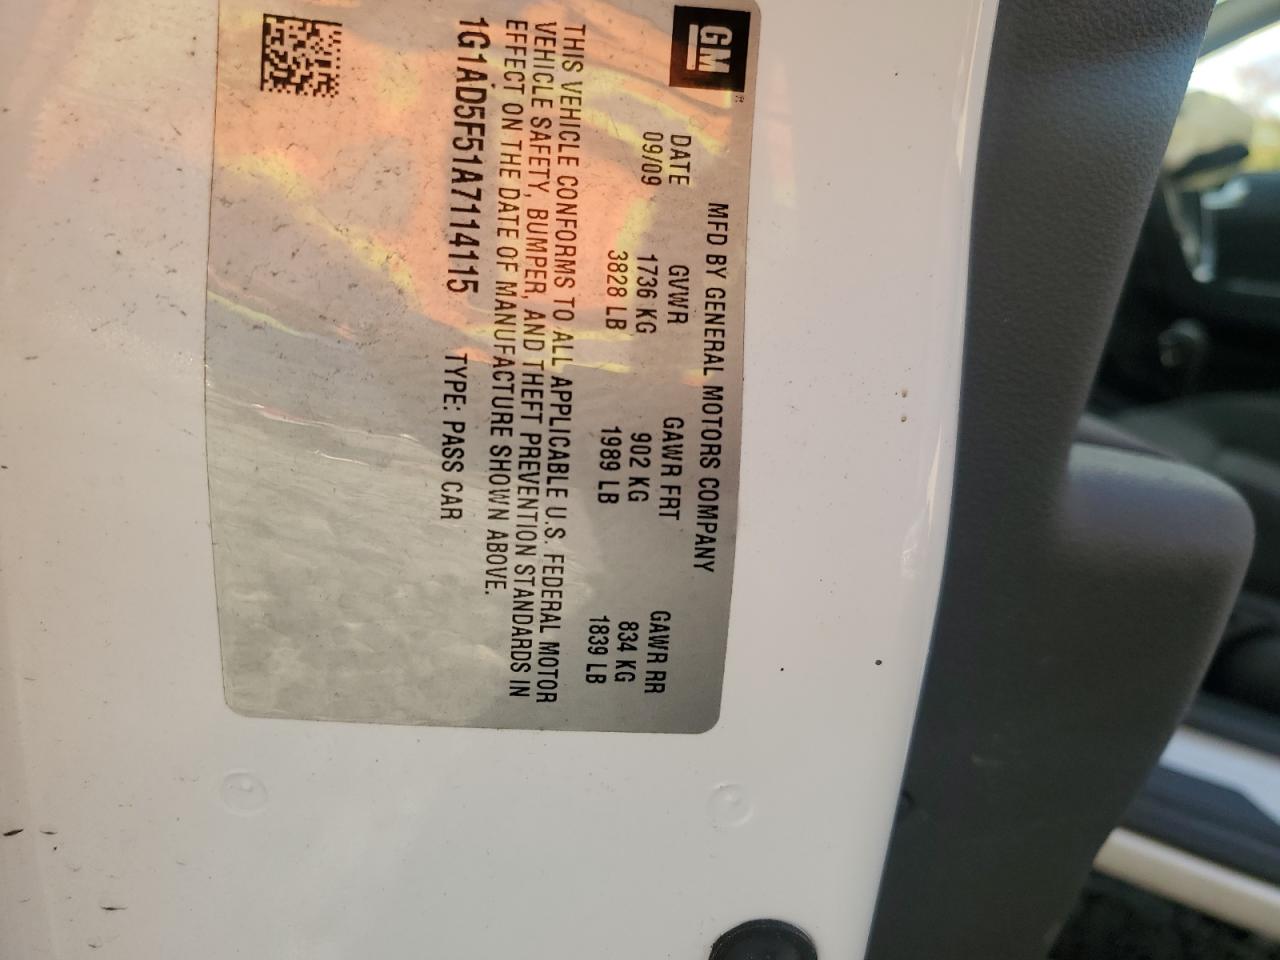 GM
MFD BY GENERAL MOTORS COMPANY
DATE GVWR GAWR FRT GAWR RR
09/09 1736 KG 902 KG 834 KG
3828 LB 1989 LB 1839 LB
THIS VEHICLE CONFORMS TO ALL APPLICABLE U.S. FEDERAL MOTOR
VEHICLE SAFETY, BUMPER, AND THEFT PREVENTION STANDARDS IN
EFFECT ON THE DATE OF MANUFACTURE SHOWN ABOVE.
1G1AD5F51A7114115 TYPE: PASS CAR